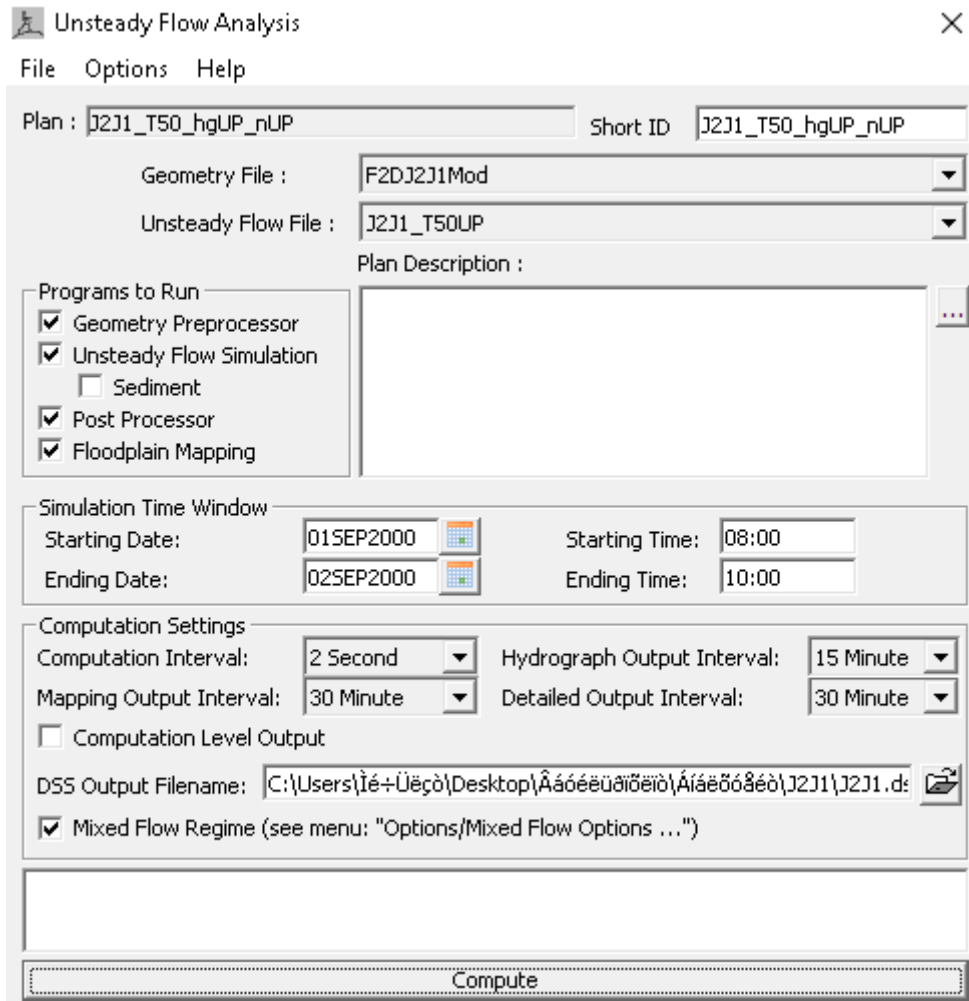 Unsteady Flow Analysis
File Options Help
Plan : J2J1_T50_hgUP_nUP Short ID J2J1_T50_hgUP_nUP
Geometry File : F2DJ2J1Mod
Unsteady Flow File : J2J1_T50UP
Plan Description :
Programs to Run
Geometry Preprocessor
Unsteady Flow Simulation
Sediment
Post Processor
Floodplain Mapping
...
Simulation Time Window
Starting Date: 01SEP2000 Starting Time: 08:00
Ending Date: 02SEP2000 Ending Time: 10:00
Computation Settings
Computation Interval: 2 Second Hydrograph Output Interval: 15 Minute
Mapping Output Interval: 30 Minute Detailed Output Interval: 30 Minute
Computation Level Output
DSS Output Filename: C:\Users\Ìé÷Üëçò\Desktop\Âáóéëüðïõëïò\Áíáëõóåéò\J2J1\J2J1.ds
Mixed Flow Regime (see menu: "Options/Mixed Flow Options ...")
Compute